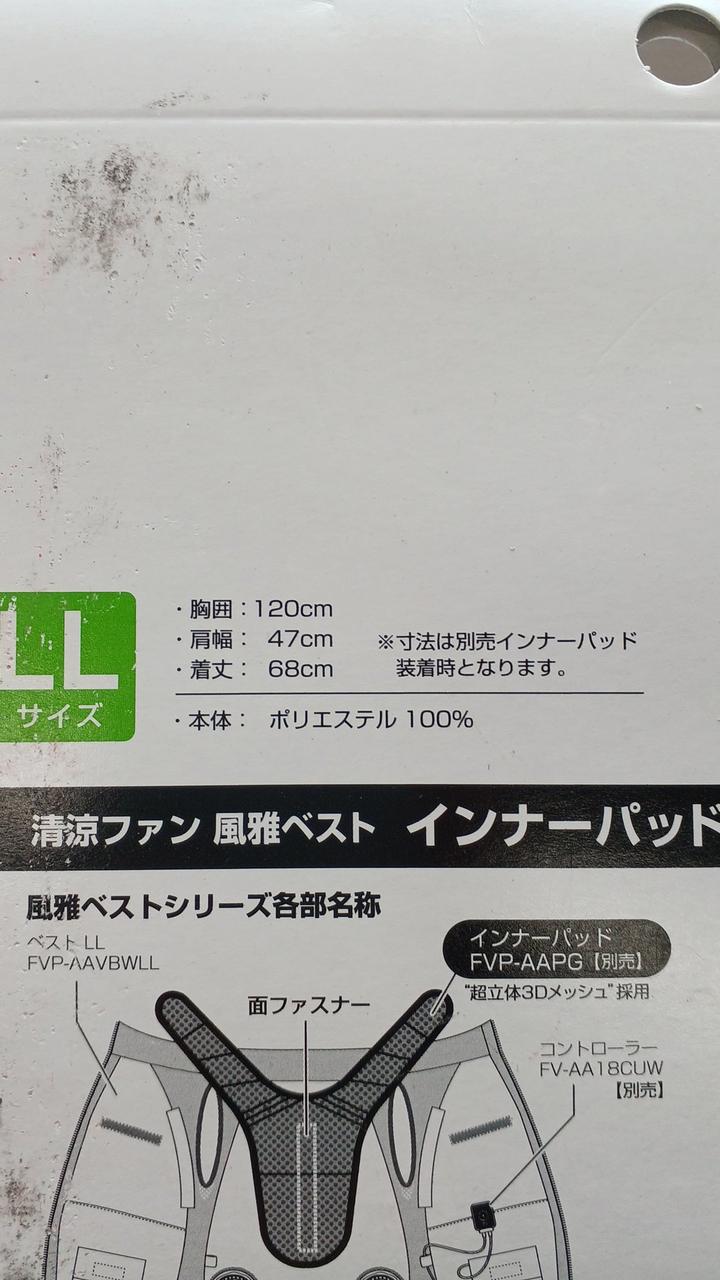 LL
サイズ
・胸囲：120cm
・肩幅： 47cm
・着丈： 68cm
※寸法は別売インナーパッド
装着時となります。
・本体： ポリエステル 100%
清涼ファン 風雅ベスト インナーパッド
風雅ベストシリーズ各部名称
ベスト LL
FVP-AAVBWLL
面ファスナー
インナーパッド
FVP-AAPG【別売】
“超立体3Dメッシュ”採用
コントローラー
FV-AA18CUW
【別売】